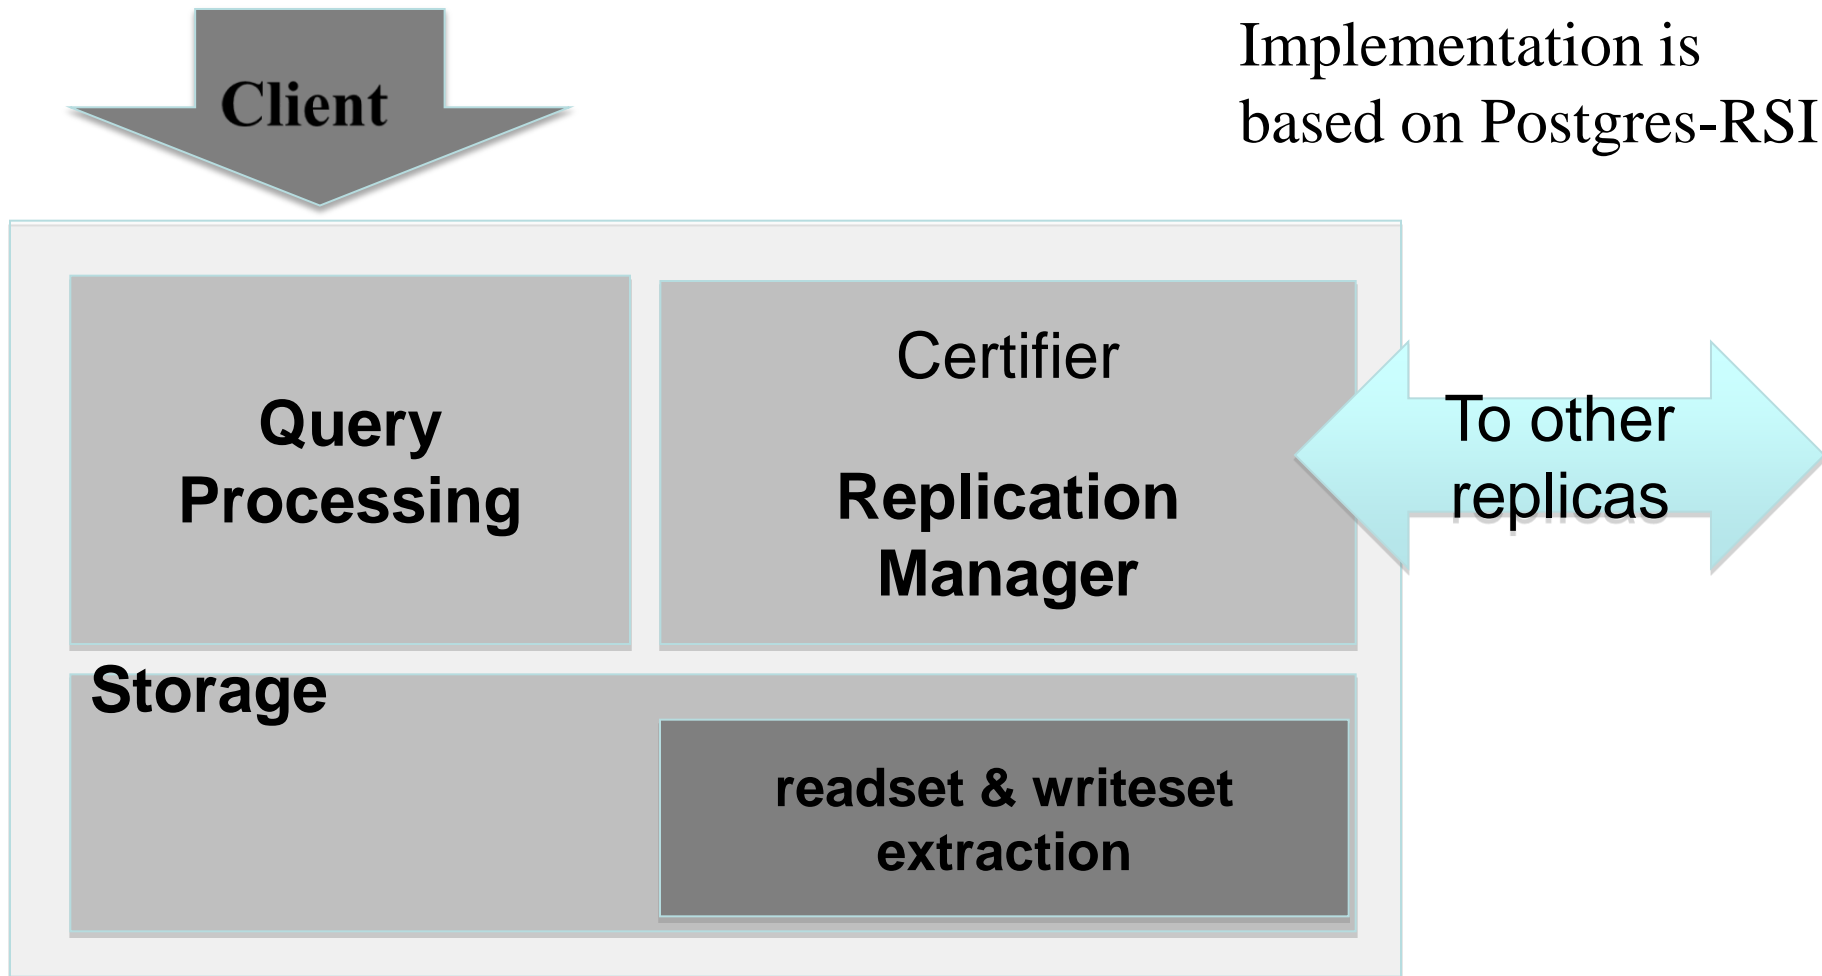 Client
Implementation is
based on Postgres-RSI
Query
Processing
Certifier
Replication
Manager
To other
replicas
Storage
readset & writeset
extraction